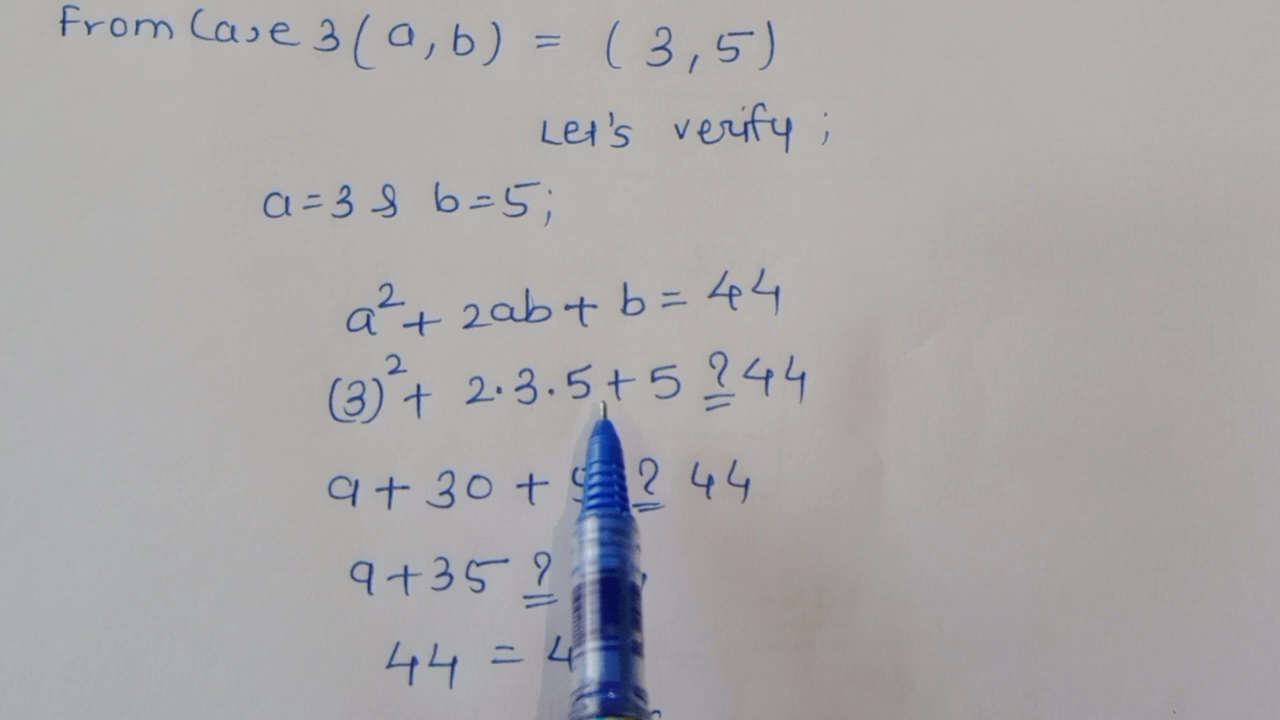 From Case 3 (a, b) = (3, 5)
Let's verify;
a = 3 & b = 5;
a² + 2ab + b = 44
(3)² + 2·3·5 + 5 ≟ 44
9 + 30 + ≟ 44
9 + 35 ≟
44 =